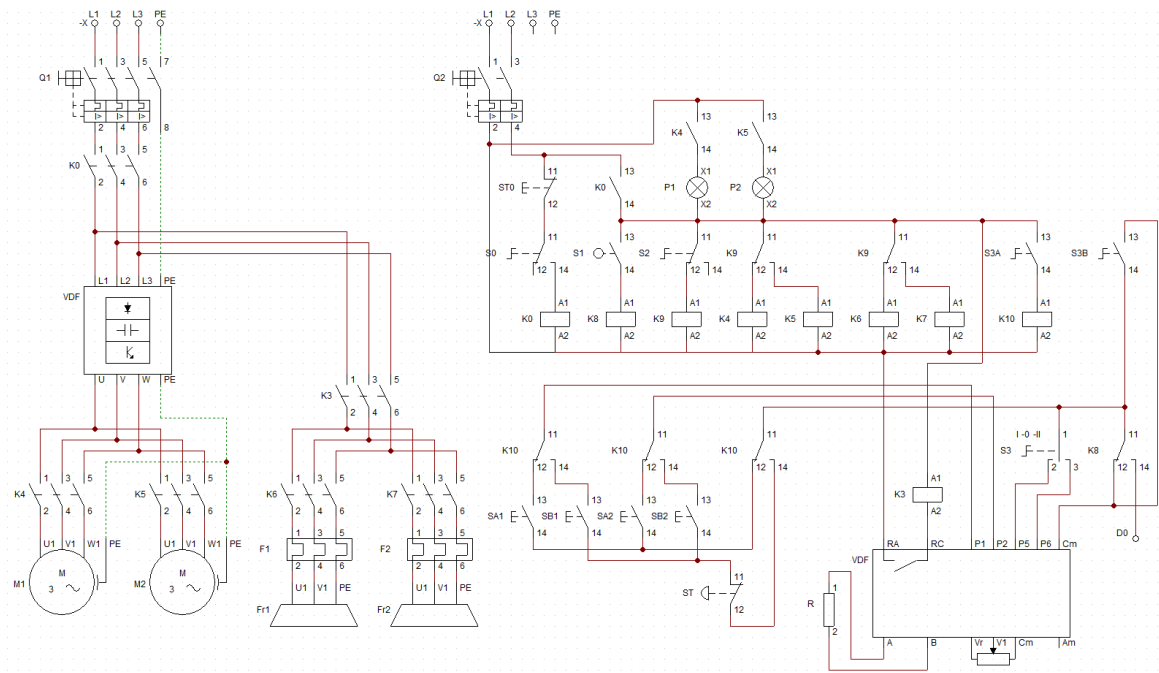 L1 L2 L3 PE
-X
L1 L2 L3 PE
-X
Q1
1 3 5 7
I> I> I>
2 4 6 8
Q2
1 3
I> I>
2 4
K0
1 3 5
2 4 6
K4
13
14
K5
13
14
ST0
11
12
K0
13
14
P1
X1
X2
P2
X1
X2
S0
11
12 14
S1
13
14
S2
11
12 14
K9
11
12 14
K9
11
12 14
S3A
13
14
S3B
13
14
K0
A1
A2
K8
A1
A2
K9
A1
A2
K4
A1
A2
K5
A1
A2
K6
A1
A2
K7
A1
A2
K10
A1
A2
L1 L2 L3 PE
VDF
U V W PE
K3
1 3 5
2 4 6
K4
1 3 5
2 4 6
K5
1 3 5
2 4 6
K6
1 3 5
2 4 6
K7
1 3 5
2 4 6
F1
1 3 5
2 4 6
F2
1 3 5
2 4 6
U1 V1 W1 PE
M1
M
3
U1 V1 W1 PE
M2
M
3
U1 V1 PE
Fr1
U1 V1 PE
Fr2
K10
11
12 14
K10
11
12 14
K10
11
12 14
SA1
13
14
SB1
13
14
SA2
13
14
SB2
13
14
ST
11
12
K3
A1
A2
I -0 -II
S3
1
2 3
K8
11
12 14
D0
RA RC P1 P2 P5 P6 Cm
VDF
R
1
2
A B Vr V1 Cm Am